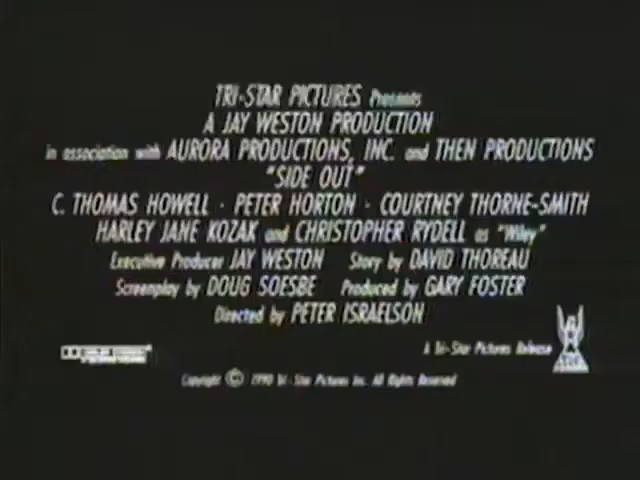 TRI-STAR PICTURES Presents
A JAY WESTON PRODUCTION
in association with AURORA PRODUCTIONS, INC. and THEN PRODUCTIONS
"SIDE OUT"
C. THOMAS HOWELL · PETER HORTON · COURTNEY THORNE-SMITH
HARLEY JANE KOZAK and CHRISTOPHER RYDELL as "Wiley"
Executive Producer JAY WESTON Story by DAVID THOREAU
Screenplay by DOUG SOESBE Produced by GARY FOSTER
Directed by PETER ISRAELSON
A Tri-Star Pictures Release
Copyright © 1990 Tri-Star Pictures Inc. All Rights Reserved